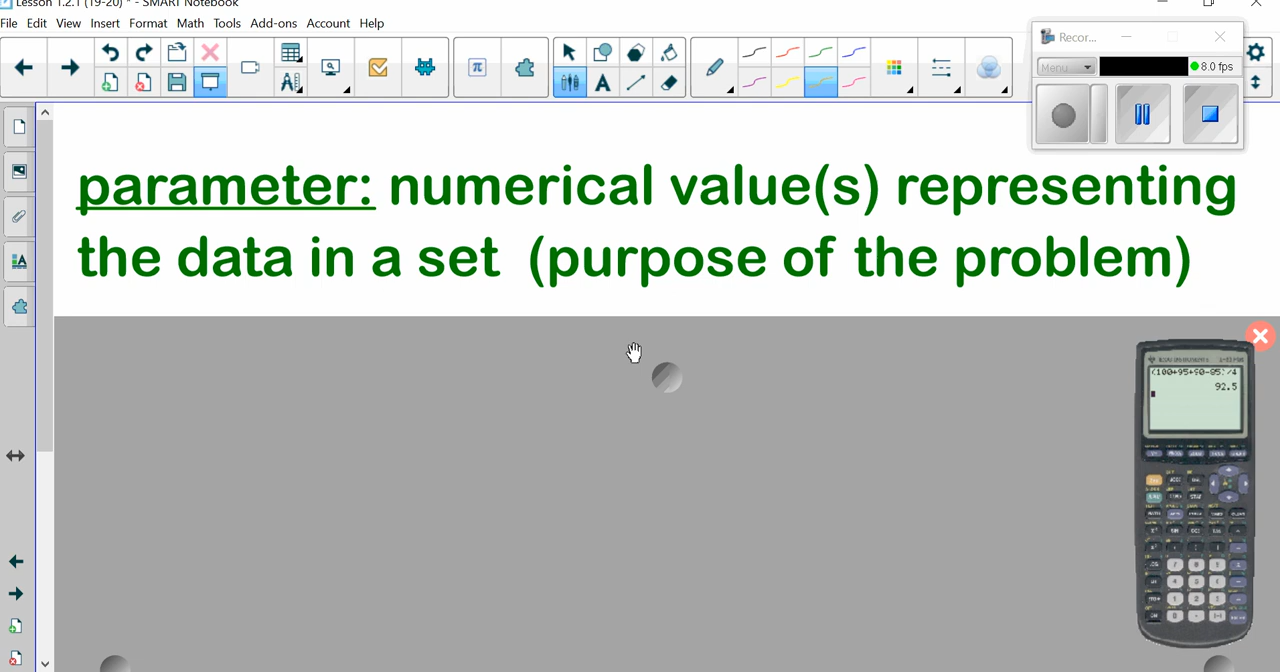 Lesson 1.2.1 (19-20) * - SMART Notebook
File Edit View Insert Format Math Tools Add-ons Account Help
Recor...
Menu
8.0 fps
parameter: numerical value(s) representing
the data in a set (purpose of the problem)
(100+95+90+85)/4
92.5